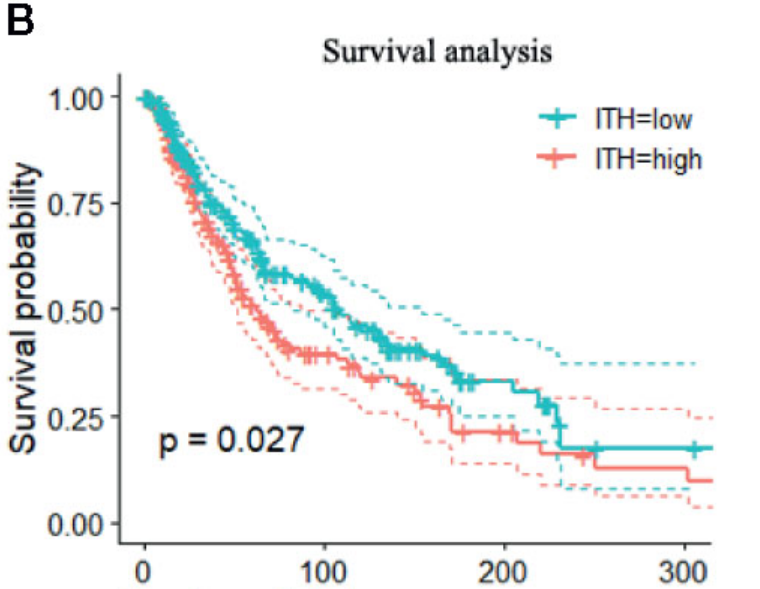 B
Survival analysis
ITH=low
ITH=high
Survival probability
1.00
0.75
0.50
0.25
0.00
p = 0.027
0
100
200
300